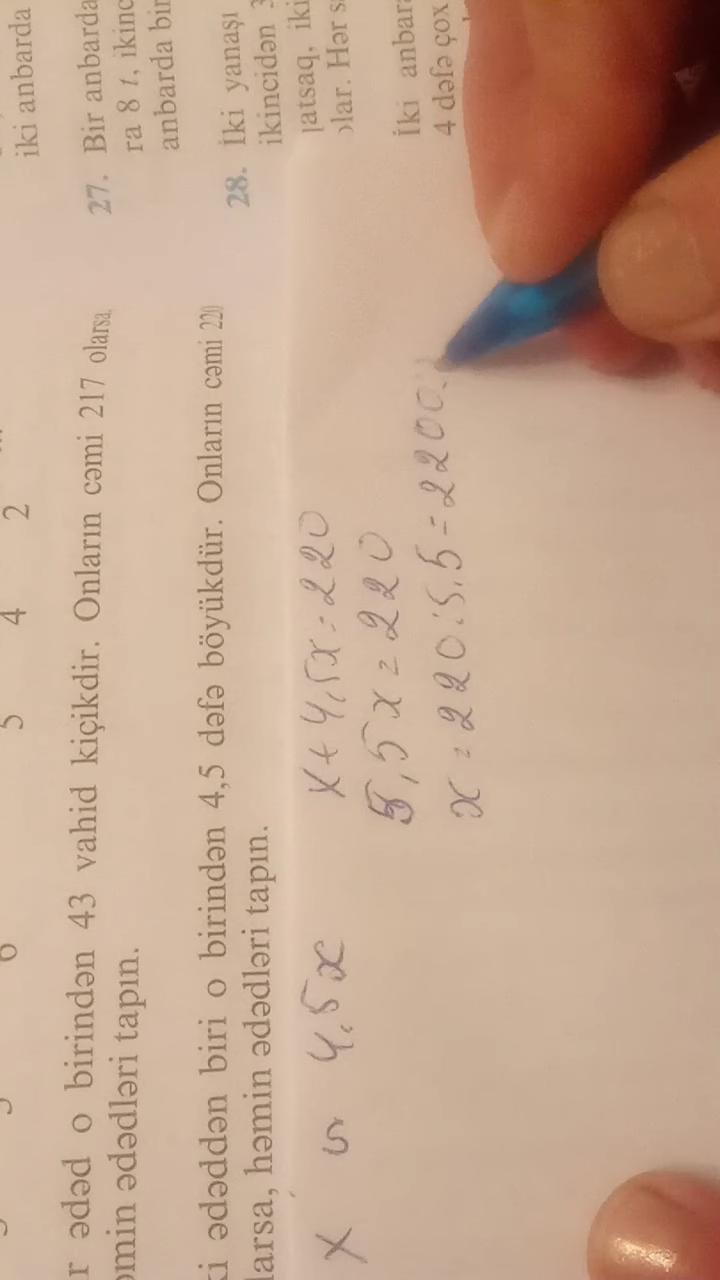 5 4 2
r ədəd o birindən 43 vahid kiçikdir. Onların cəmi 217 olarsa,
əmin ədədləri tapın.
ki ədəddən biri o birindən 4,5 dəfə böyükdür. Onların cəmi 220
larsa, həmin ədədləri tapın.
x və 4,5x
x + 4,5x = 220
5,5x = 220
x = 220:5,5 = 2200:
iki anbarda
27. Bir anbarda
ra 8 t, ikinc
anbarda bir
28. İki yanaşı
ikincidən 3
latsaq, iki
olar. Hər s
İki anbar
4 dəfə çox